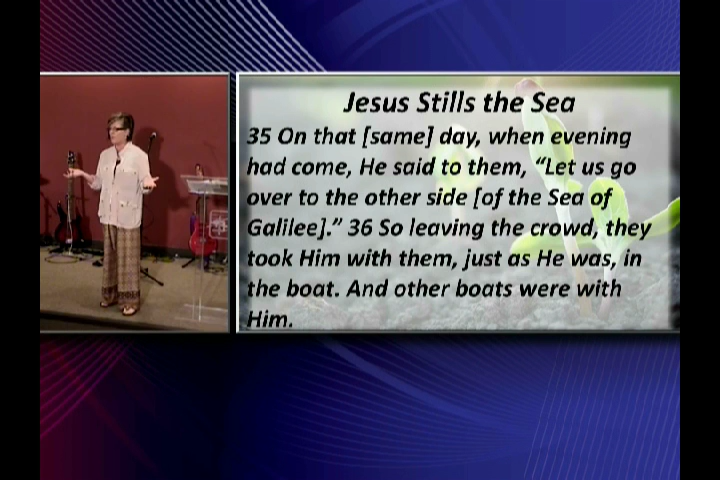 Jesus Stills the Sea
35 On that [same] day, when evening
had come, He said to them, “Let us go
over to the other side [of the Sea of
Galilee].” 36 So leaving the crowd, they
took Him with them, just as He was, in
the boat. And other boats were with
Him.